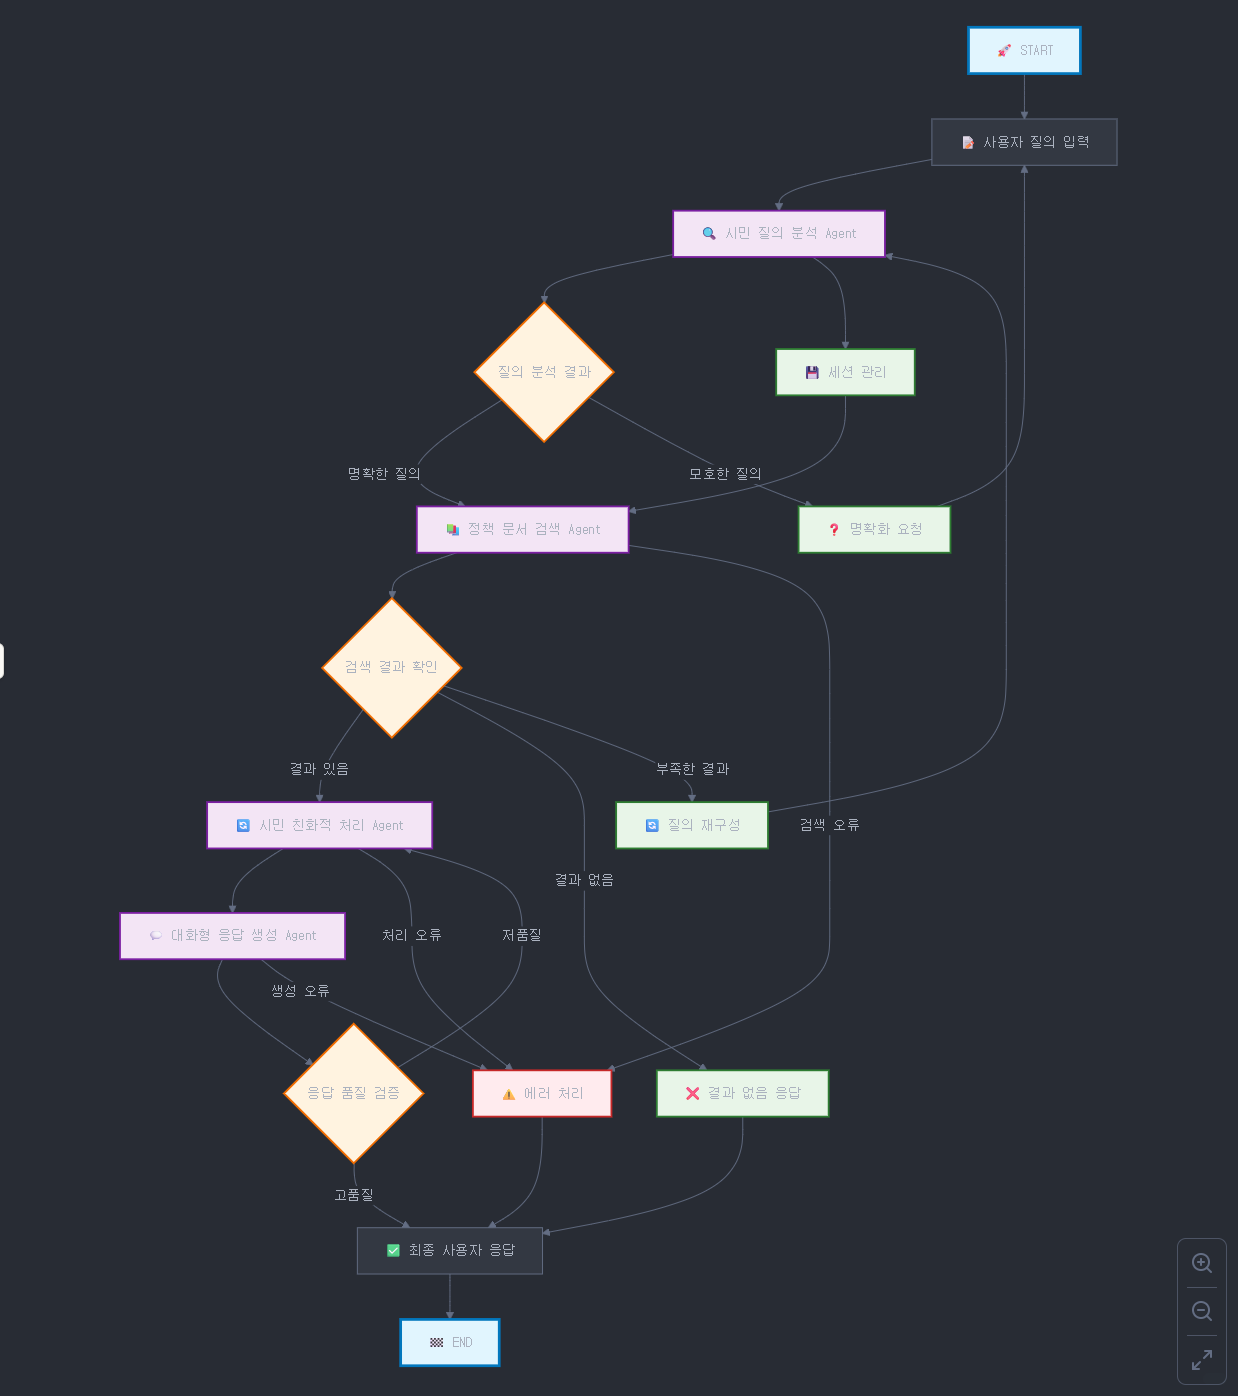 START
사용자 질의 입력
시민 질의 분석 Agent
질의 분석 결과
세션 관리
명확한 질의
모호한 질의
정책 문서 검색 Agent
명확화 요청
검색 결과 확인
결과 있음
부족한 결과
시민 친화적 처리 Agent
질의 재구성
검색 오류
결과 없음
대화형 응답 생성 Agent
처리 오류
저품질
생성 오류
응답 품질 검증
에러 처리
결과 없음 응답
고품질
최종 사용자 응답
END